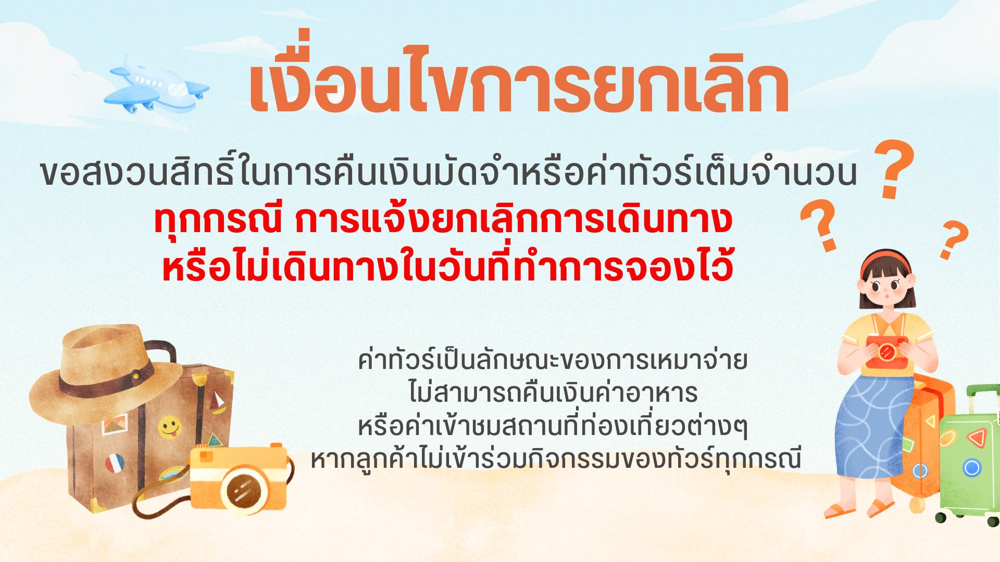 เงื่อนไขการยกเลิก
ขอสงวนสิทธิ์ในการคืนเงินมัดจำหรือค่าทัวร์เต็มจำนวน
ทุกกรณี การแจ้งยกเลิกการเดินทาง
หรือไม่เดินทางในวันที่ทำการจองไว้
ค่าทัวร์เป็นลักษณะของการเหมาจ่าย
ไม่สามารถคืนเงินค่าอาหาร
หรือค่าเข้าชมสถานที่ท่องเที่ยวต่างๆ
หากลูกค้าไม่เข้าร่วมกิจกรรมของทัวร์ทุกกรณี